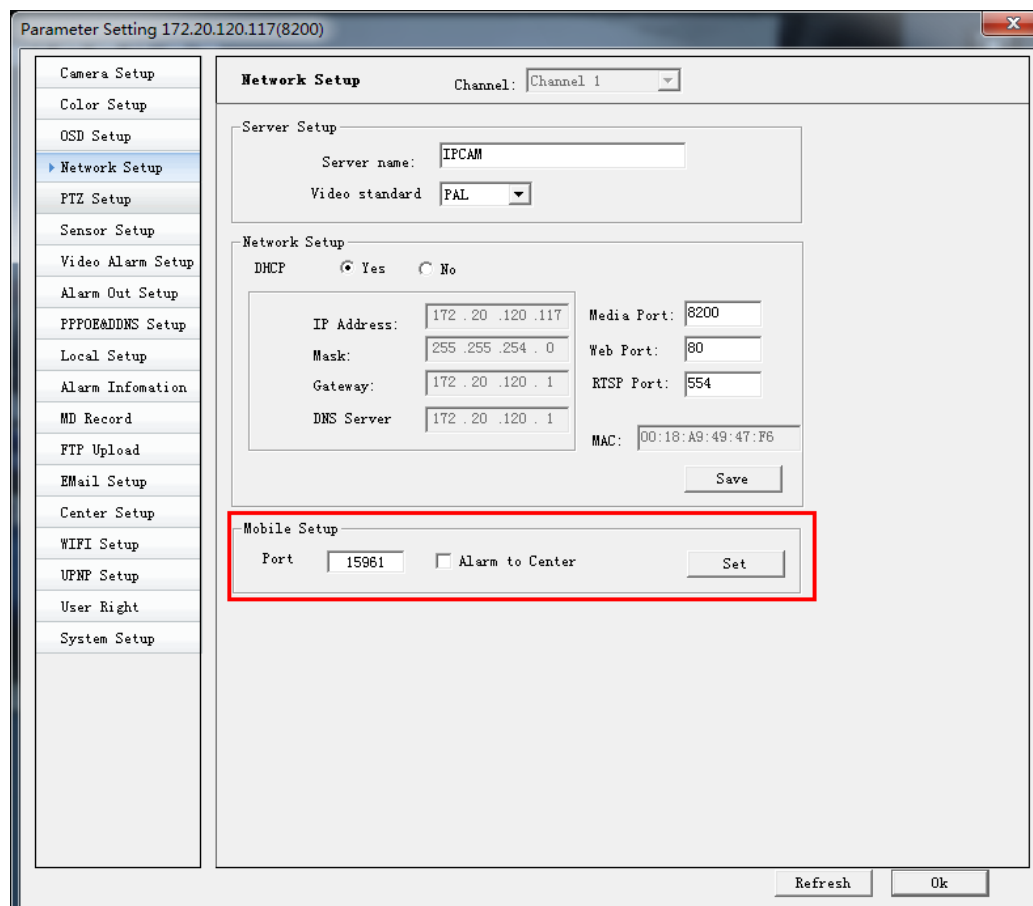 Parameter Setting 172.20.120.117(8200)
Camera Setup
Color Setup
OSD Setup
Network Setup
PTZ Setup
Sensor Setup
Video Alarm Setup
Alarm Out Setup
PPPOE&DDNS Setup
Local Setup
Alarm Infomation
MD Record
FTP Upload
EMail Setup
Center Setup
WIFI Setup
UPNP Setup
User Right
System Setup
Network Setup Channel: Channel 1
Server Setup
Server name: IPCAM
Video standard PAL
Network Setup
DHCP Yes No
IP Address: 172 . 20 .120 .117
Mask: 255 .255 .254 . 0
Gateway: 172 . 20 .120 . 1
DNS Server 172 . 20 .120 . 1
Media Port: 8200
Web Port: 80
RTSP Port: 554
MAC: 00:18:A9:49:47:F6
Save
Mobile Setup
Port 15961 Alarm to Center Set
Refresh Ok